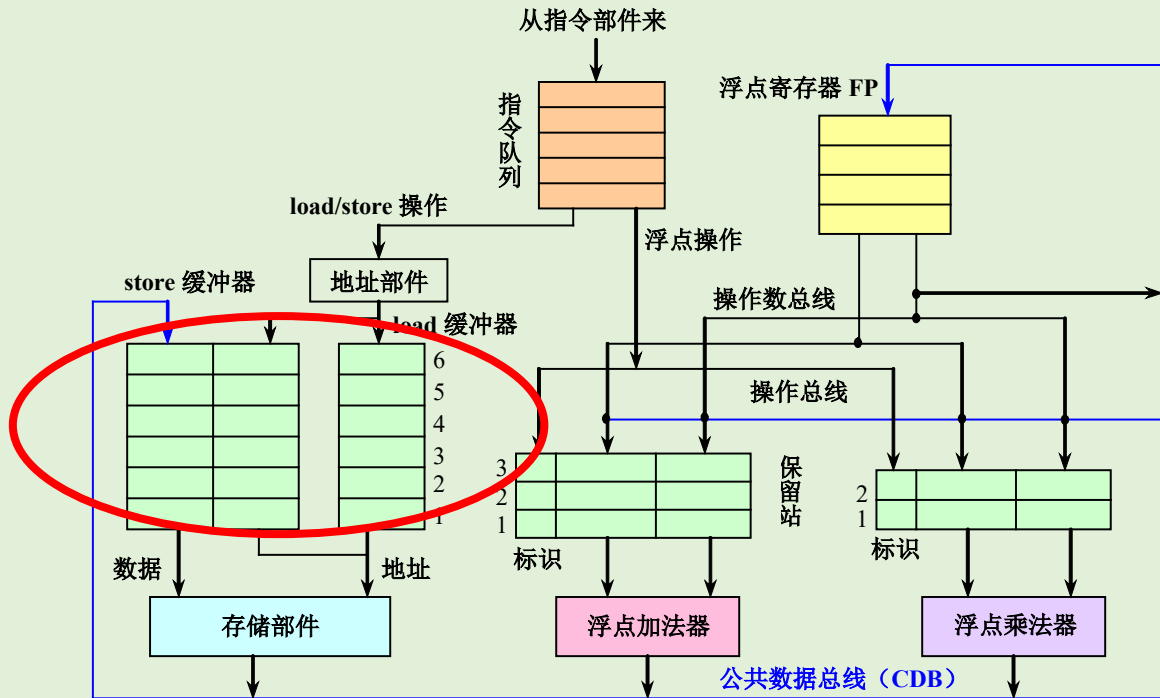 从指令部件来
浮点寄存器 FP
指令队列
load/store 操作
浮点操作
store 缓冲器
地址部件
操作数总线
load 缓冲器
6
5
4
3
2
1
操作总线
3
2
1
保留站
2
1
标识
标识
数据
地址
存储部件
浮点加法器
浮点乘法器
公共数据总线（CDB）